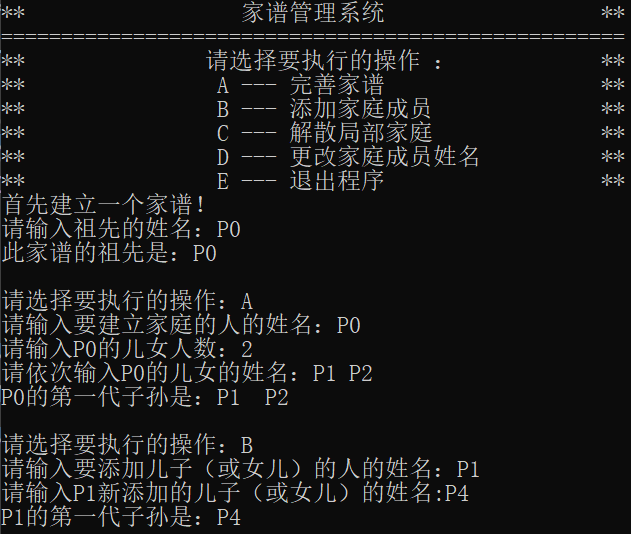 ** 家谱管理系统 **
====================================================
** 请选择要执行的操作 ： **
** A --- 完善家谱 **
** B --- 添加家庭成员 **
** C --- 解散局部家庭 **
** D --- 更改家庭成员姓名 **
** E --- 退出程序 **
首先建立一个家谱！
请输入祖先的姓名：P0
此家谱的祖先是：P0
请选择要执行的操作：A
请输入要建立家庭的人的姓名：P0
请输入P0的儿女人数：2
请依次输入P0的儿女的姓名：P1 P2
P0的第一代子孙是：P1  P2
请选择要执行的操作：B
请输入要添加儿子（或女儿）的人的姓名：P1
请输入P1新添加的儿子（或女儿）的姓名:P4
P1的第一代子孙是：P4